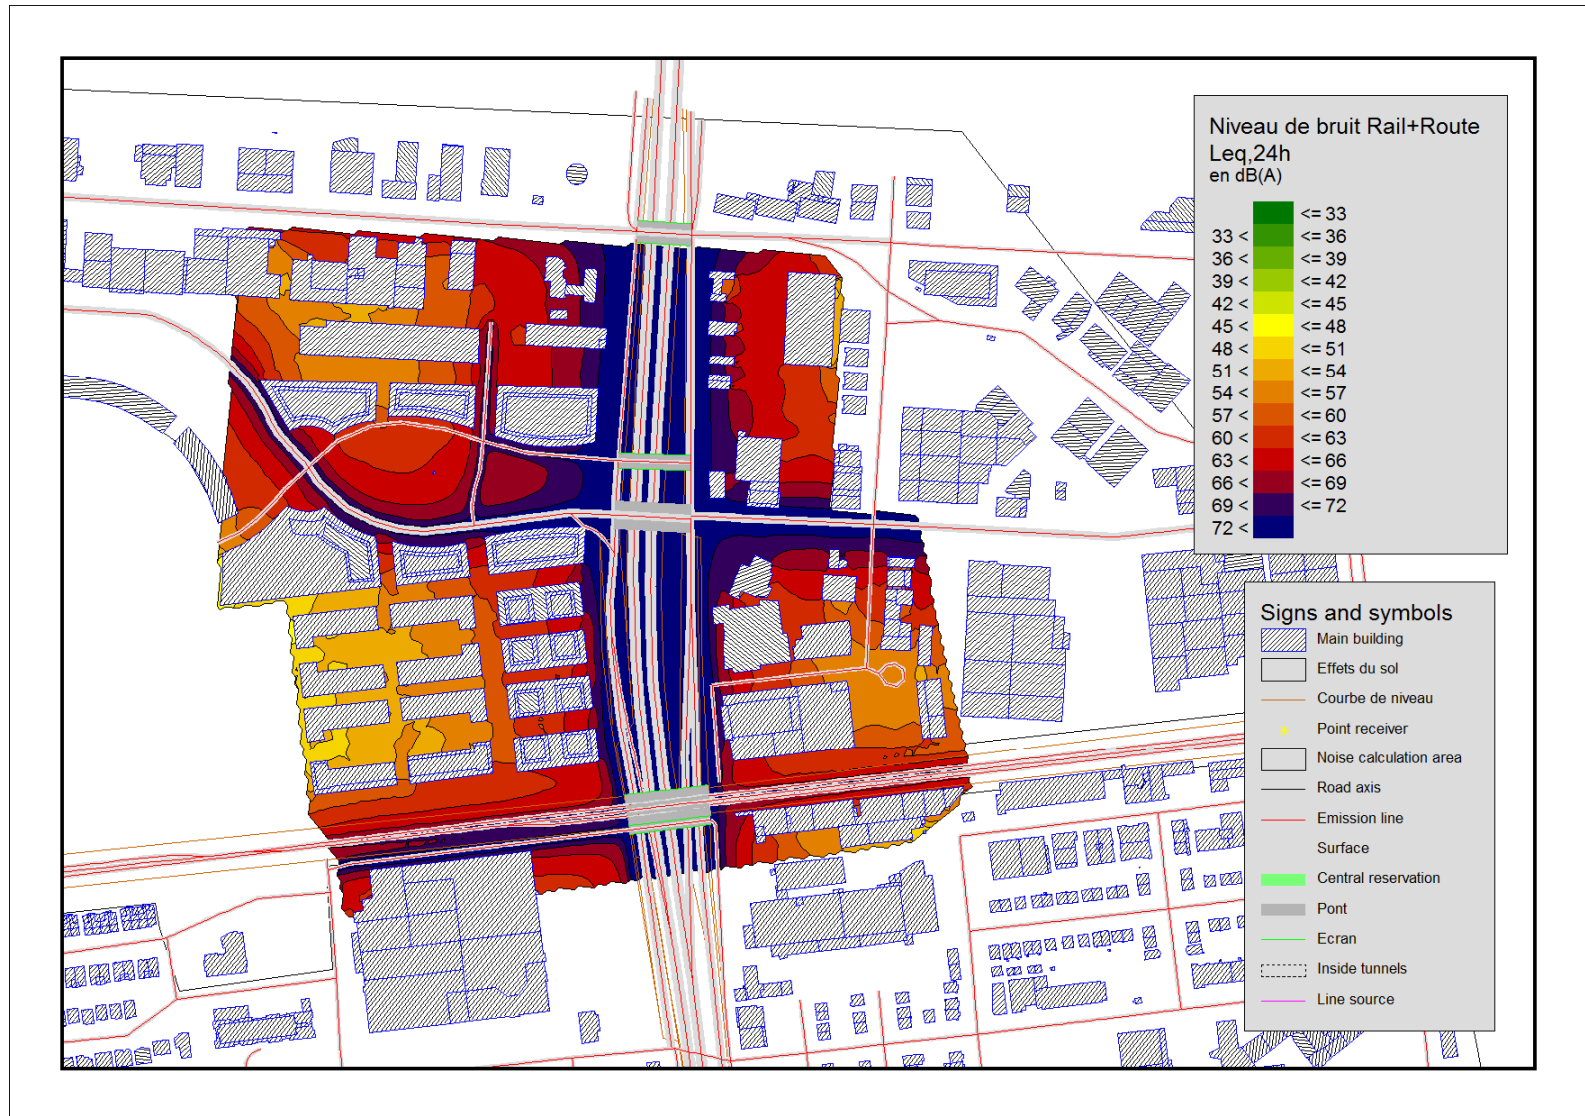 Niveau de bruit Rail+Route
Leq,24h
en dB(A)
<= 33
33 < <= 36
36 < <= 39
39 < <= 42
42 < <= 45
45 < <= 48
48 < <= 51
51 < <= 54
54 < <= 57
57 < <= 60
60 < <= 63
63 < <= 66
66 < <= 69
69 < <= 72
72 <
Signs and symbols
Main building
Effets du sol
Courbe de niveau
Point receiver
Noise calculation area
Road axis
Emission line
Surface
Central reservation
Pont
Ecran
Inside tunnels
Line source